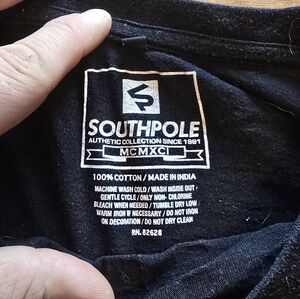 SOUTHPOLE
AUTHETIC COLLECTION SINCE 1991
MCMXCI
100% COTTON / MADE IN INDIA
MACHINE WASH COLD / WASH INSIDE OUT
GENTLE CYCLE / ONLY NON- CHLORINE
BLEACH WHEN NEEDED / TUMBLE DRY LOW
WARM IRON IF NECESSARY / DO NOT IRON
ON DECORATION / DO NOT DRY CLEAN
RN. 82628